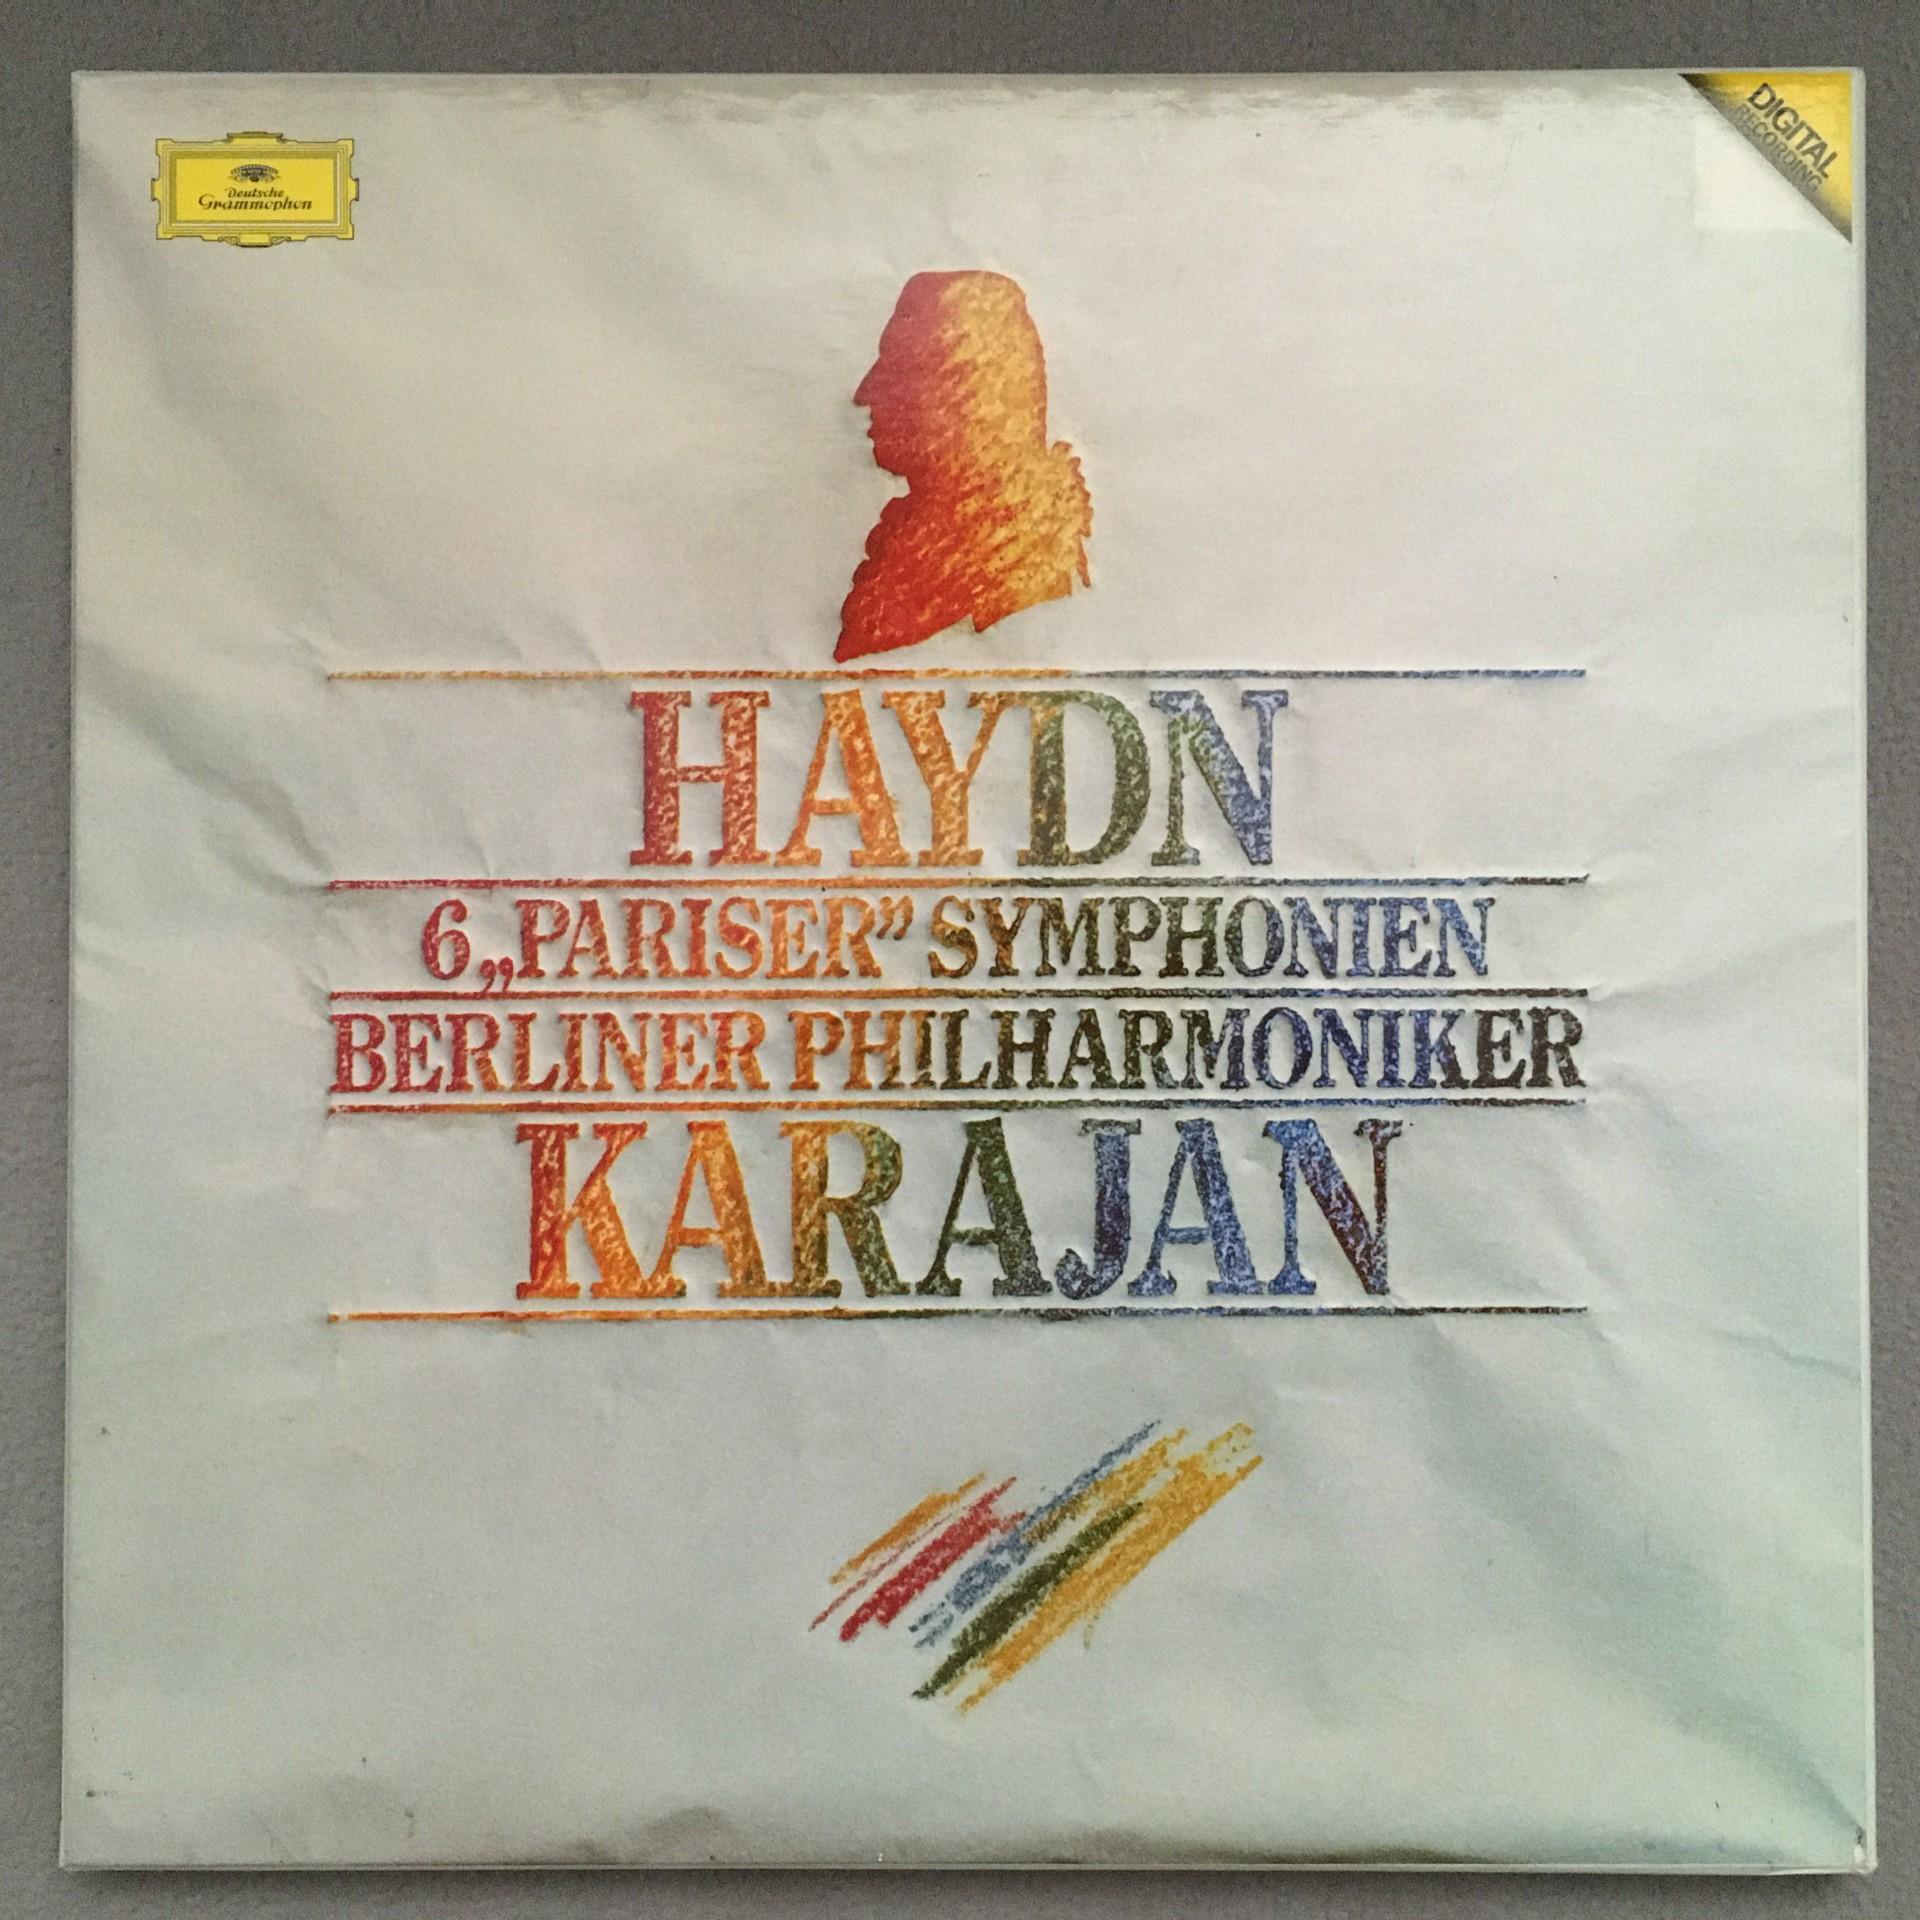 Deutsche
Grammophon
DIGITAL
RECORDING
HAYDN
6 „PARISER” SYMPHONIEN
BERLINER PHILHARMONIKER
KARAJAN